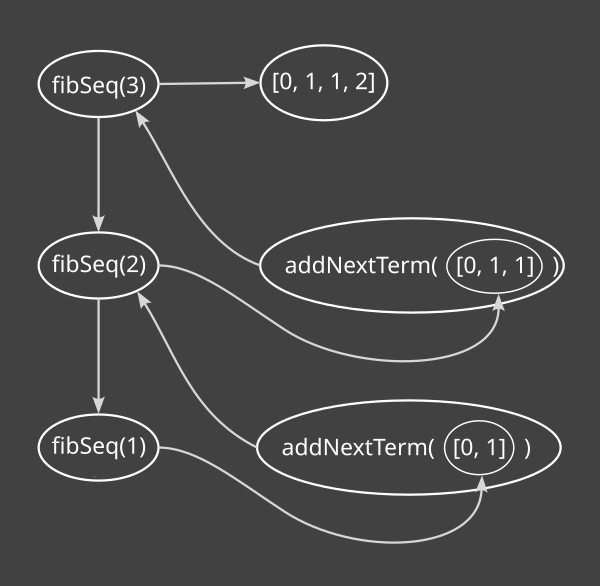 fibSeq(3)
[0, 1, 1, 2]
fibSeq(2)
addNextTerm( [0, 1, 1] )
fibSeq(1)
addNextTerm( [0, 1] )